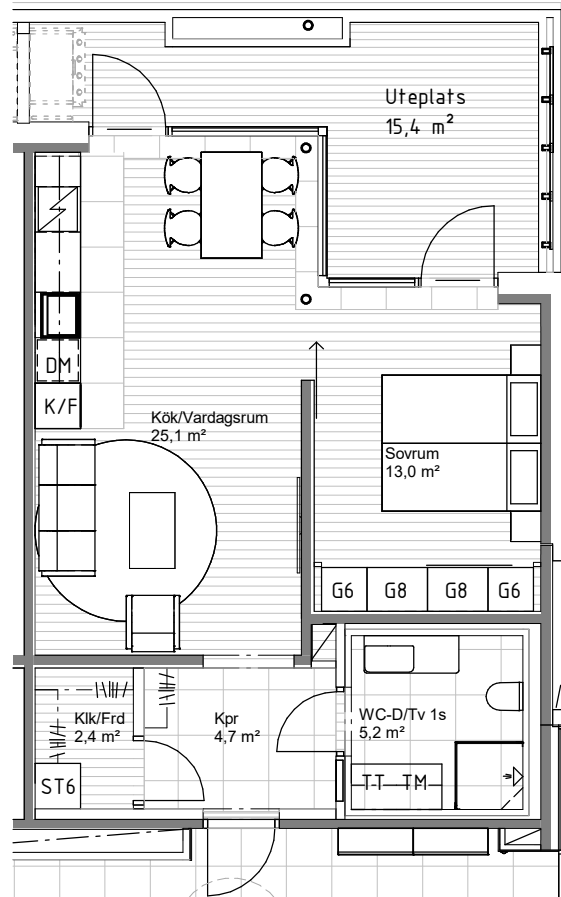 Uteplats
15,4 m²
DM
K/F
Kök/Vardagsrum
25,1 m²
Sovrum
13,0 m²
G6 G8 G8 G6
Klk/Frd
2,4 m²
Kpr
4,7 m²
WC-D/Tv 1s
5,2 m²
ST6
TT TM